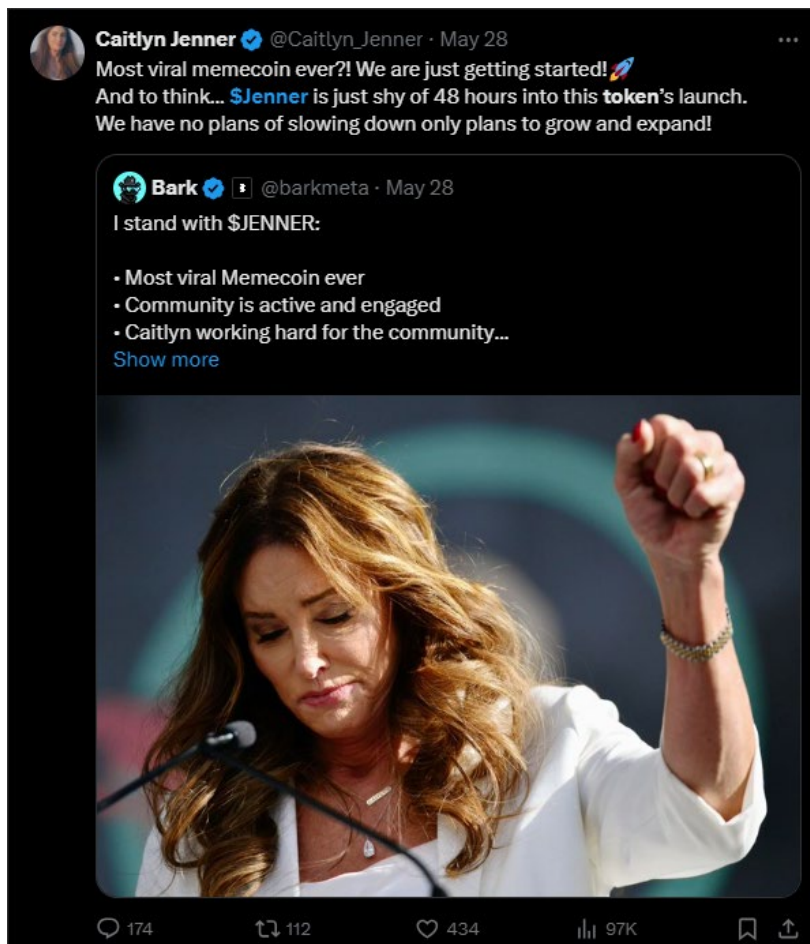 Caitlyn Jenner @Caitlyn_Jenner · May 28
Most viral memecoin ever?! We are just getting started!🚀
And to think... $Jenner is just shy of 48 hours into this token's launch.
We have no plans of slowing down only plans to grow and expand!
Bark @barkmeta · May 28
I stand with $JENNER:
• Most viral Memecoin ever
• Community is active and engaged
• Caitlyn working hard for the community...
Show more
174 112 434 97K